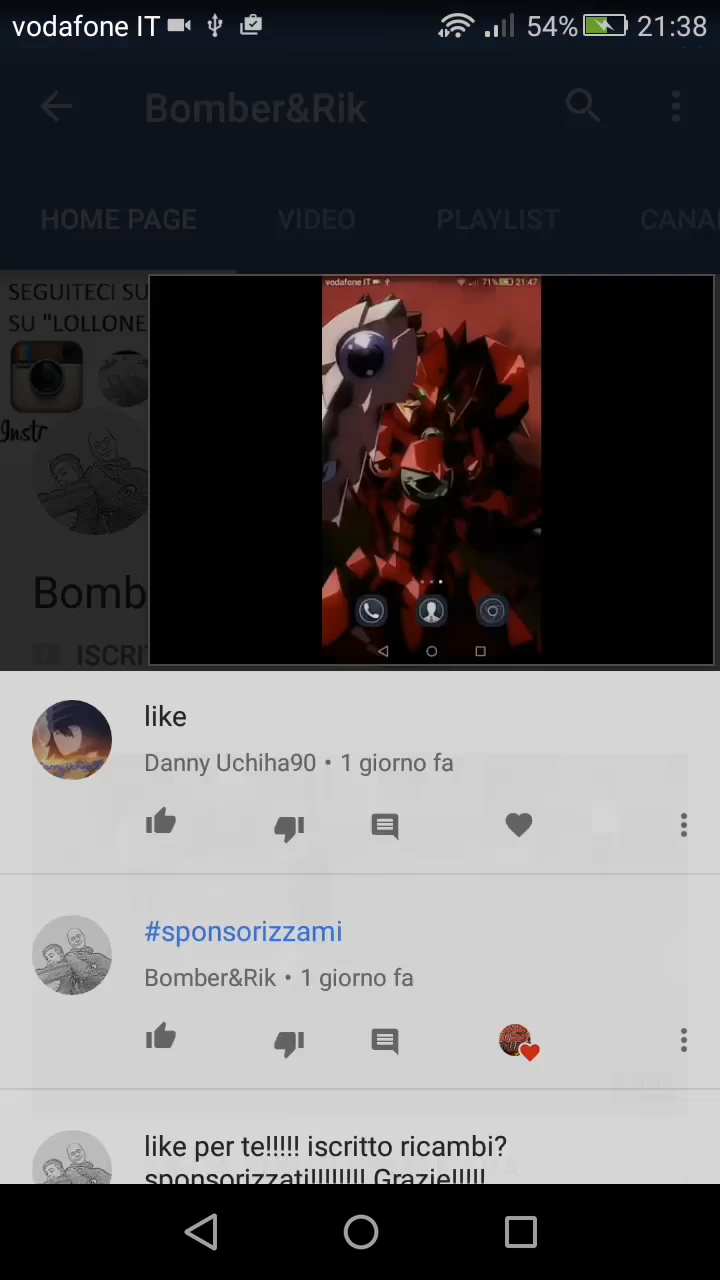 vodafone IT 54% 21:38
Bomber&Rik
HOME PAGE VIDEO PLAYLIST CANA
SEGUITECI SU
SU "LOLLONE
vodafone IT 71% 21:47
Bomb
ISCRI
like
Danny Uchiha90 • 1 giorno fa
#sponsorizzami
Bomber&Rik • 1 giorno fa
like per te!!!!! iscritto ricambi?
sponsorizzati!!!!!!!!! Grazie!!!!!